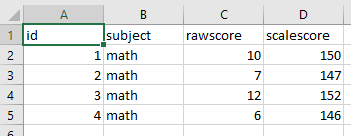 A B C D
1 id subject rawscore scalescore
2 1 math 10 150
3 2 math 7 147
4 3 math 12 152
5 4 math 6 146